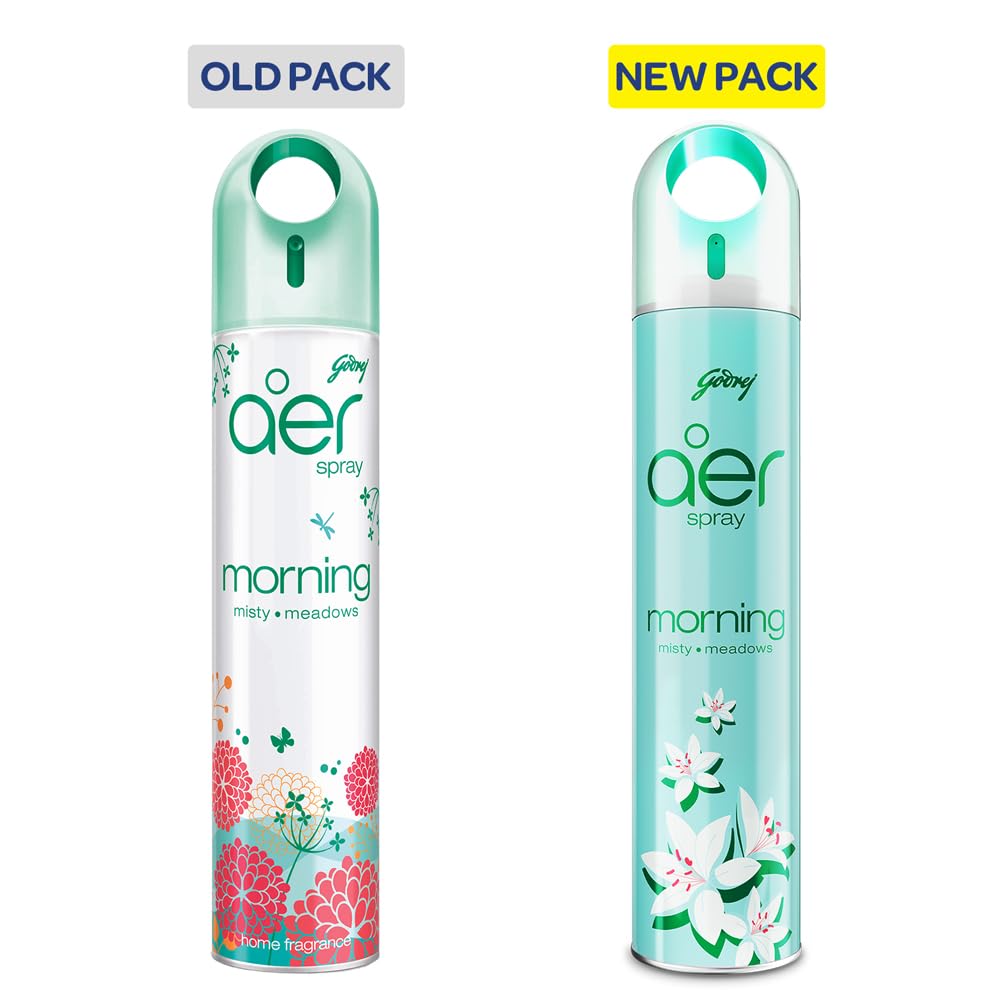 OLD PACK
Godrej
aer
spray
morning
misty • meadows
home fragrance
NEW PACK
Godrej
aer
spray
morning
misty • meadows